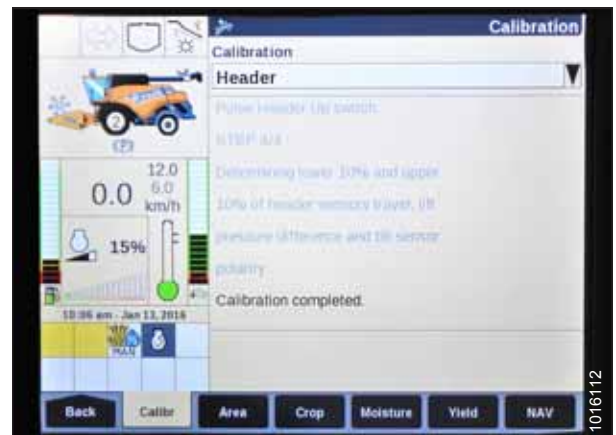 Calibration
Calibration
Header
Pulse Header Up switch.
STEP 4/4
Determining lower 10% and upper
10% of header sensors travel, lift
pressure difference and tilt sensor
polarity
Calibration completed.
2
(P)
12.0
0.0
6.0
km/h
15%
10:06 am - Jan 13, 2016
MAN
Back
Calibr
Area
Crop
Moisture
Yield
NAV
1016112